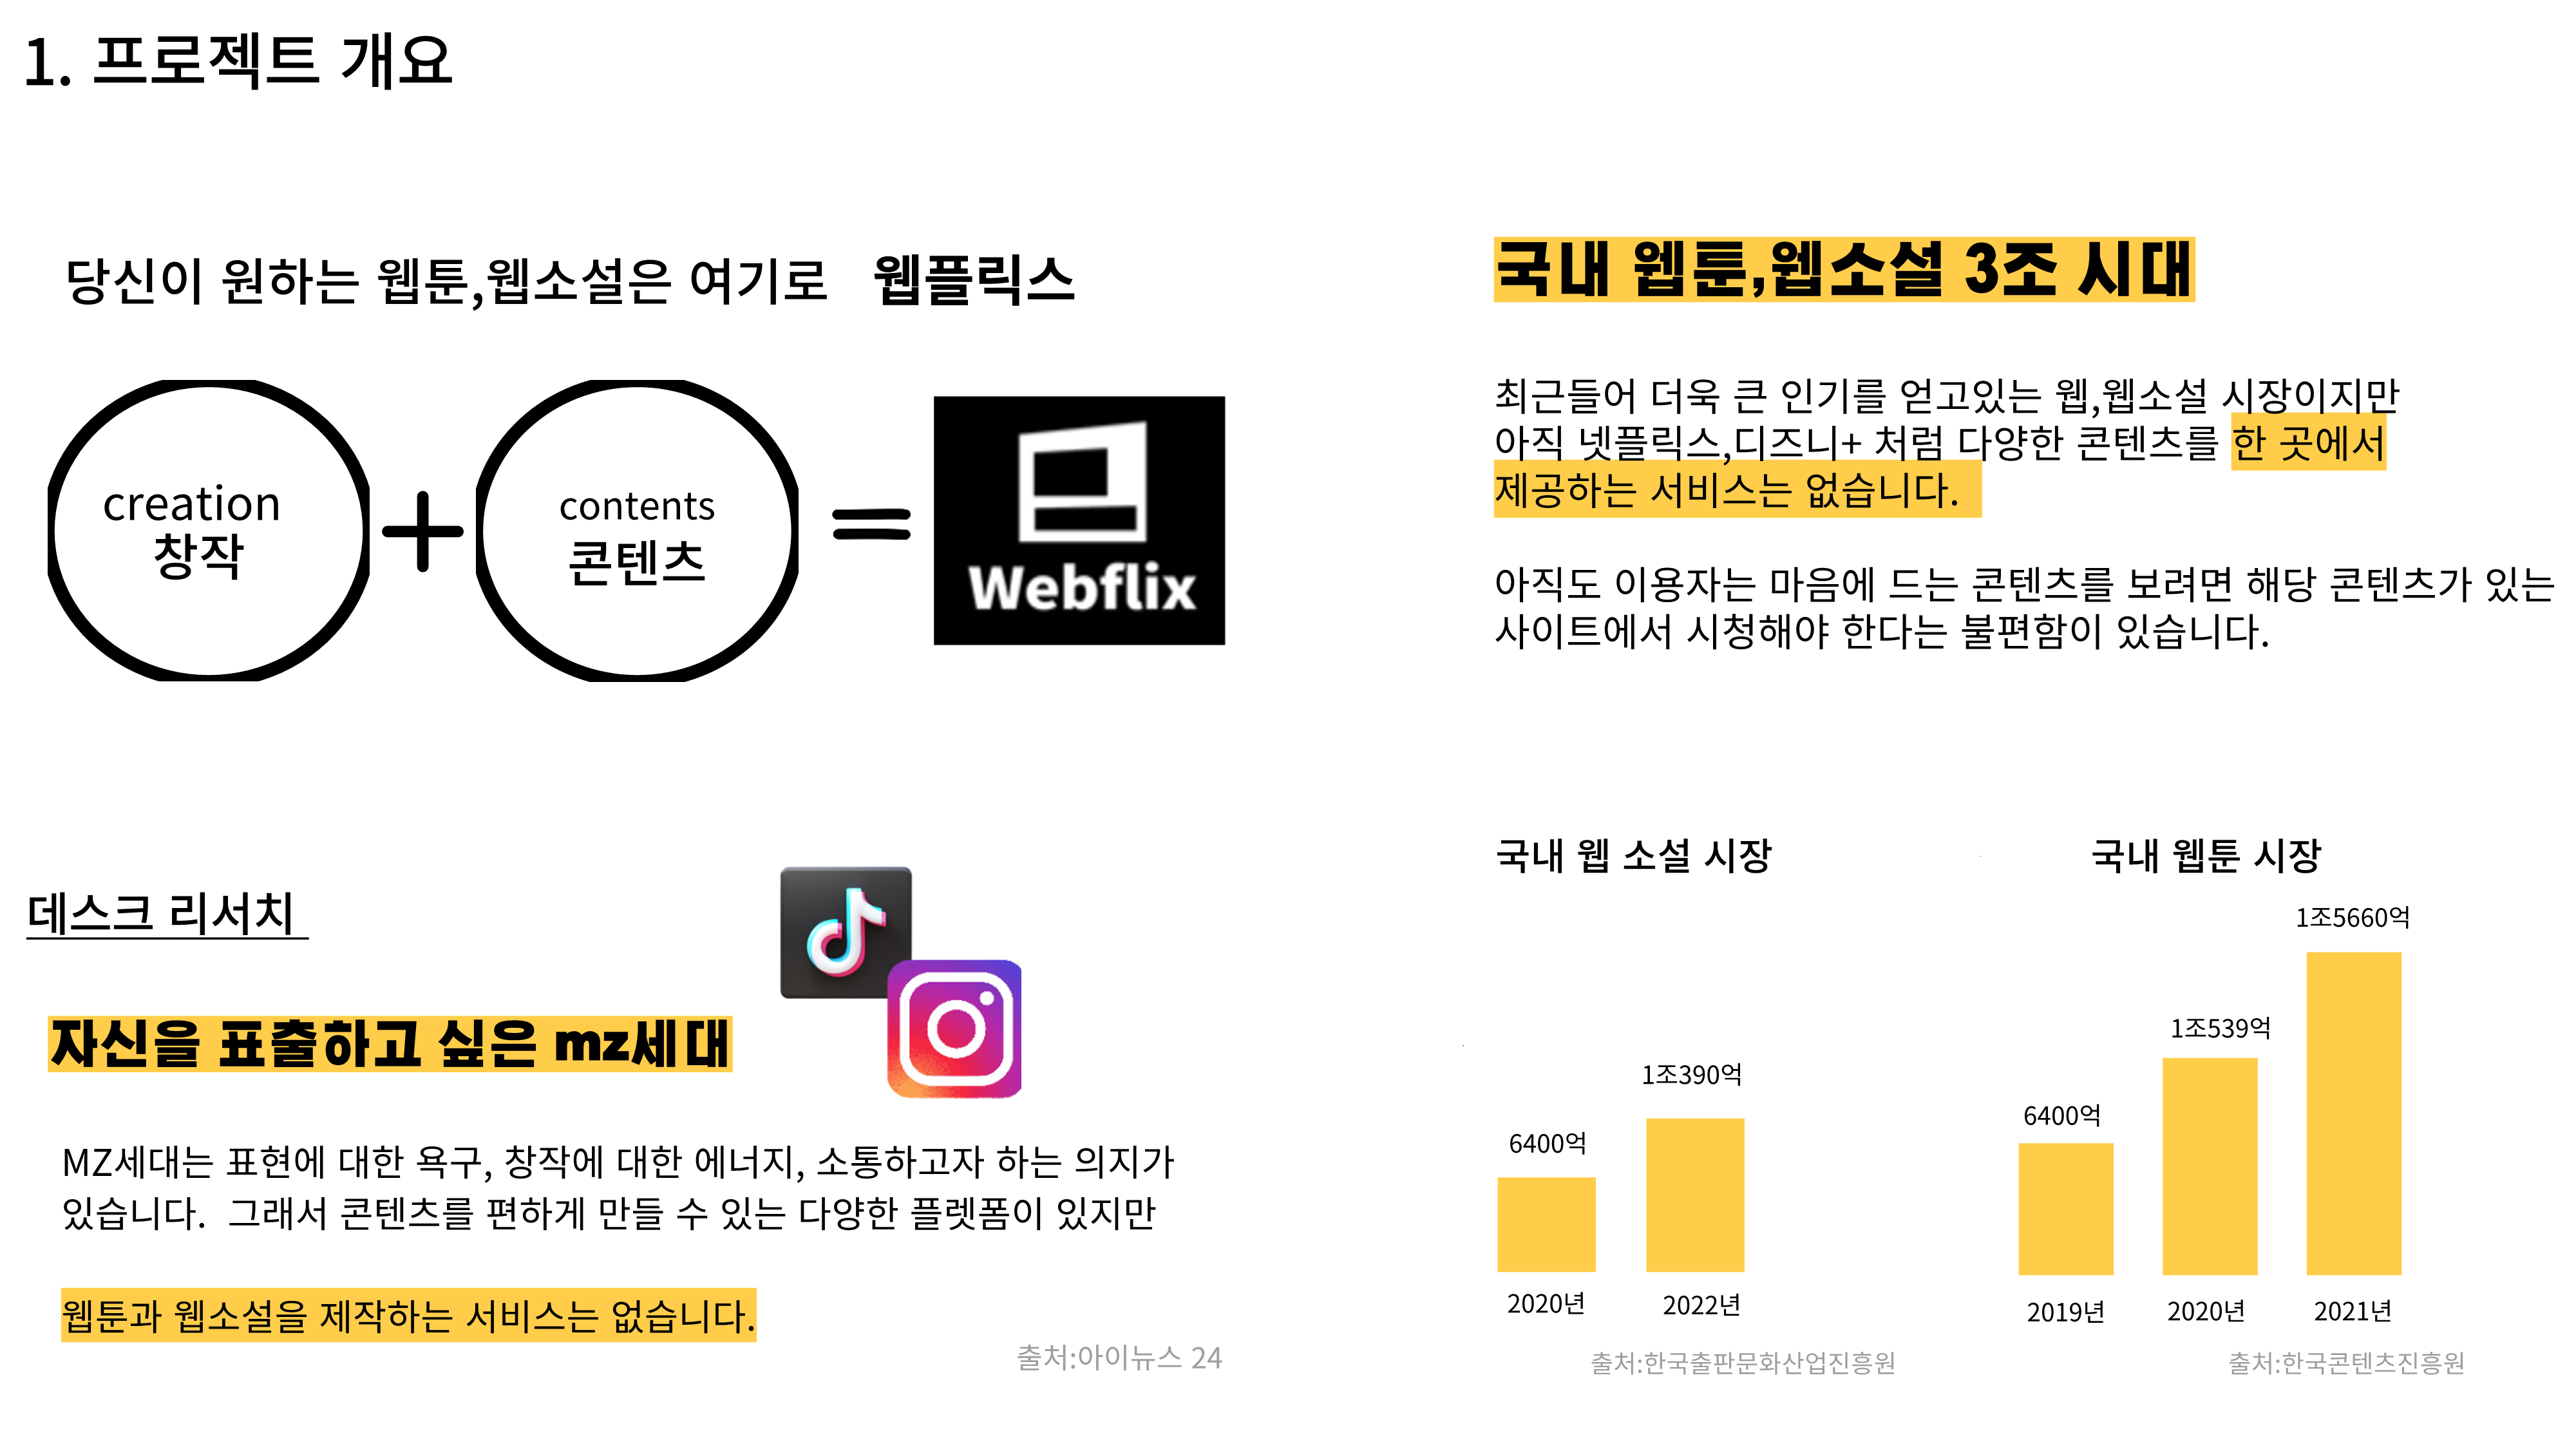 1. 프로젝트 개요
당신이 원하는 웹툰,웹소설은 여기로 웹플릭스
creation
창작
contents
콘텐츠
Webflix
데스크 리서치
자신을 표출하고 싶은 mz세대
MZ세대는 표현에 대한 욕구, 창작에 대한 에너지, 소통하고자 하는 의지가
있습니다. 그래서 콘텐츠를 편하게 만들 수 있는 다양한 플렛폼이 있지만
웹툰과 웹소설을 제작하는 서비스는 없습니다.
출처:아이뉴스 24
국내 웹툰,웹소설 3조 시대
최근들어 더욱 큰 인기를 얻고있는 웹,웹소설 시장이지만
아직 넷플릭스,디즈니+ 처럼 다양한 콘텐츠를 한 곳에서
제공하는 서비스는 없습니다.
아직도 이용자는 마음에 드는 콘텐츠를 보려면 해당 콘텐츠가 있는
사이트에서 시청해야 한다는 불편함이 있습니다.
국내 웹 소설 시장
6400억
1조390억
2020년
2022년
출처:한국출판문화산업진흥원
국내 웹툰 시장
6400억
1조539억
1조5660억
2019년
2020년
2021년
출처:한국콘텐츠진흥원